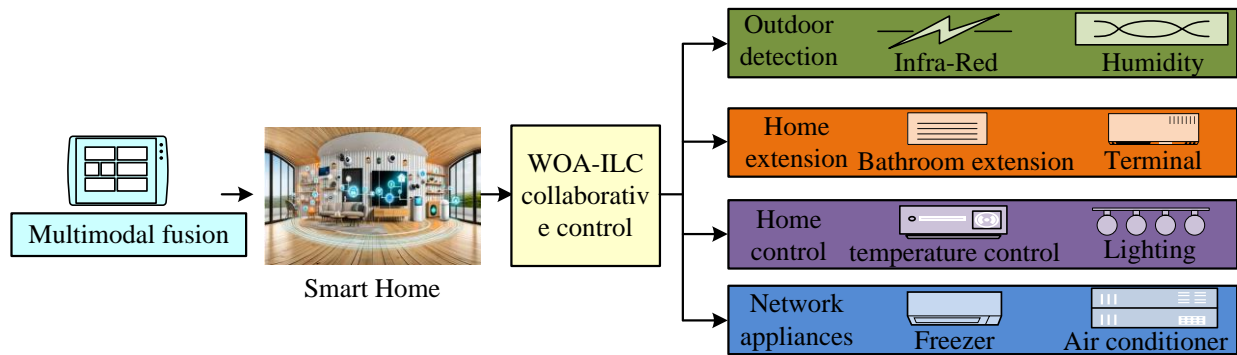 Multimodal fusion
Smart Home
WOA-ILC
collaborativ
e control
Outdoor
detection
Infra-Red
Humidity
Home
extension
Bathroom extension
Terminal
Home
control
temperature control
Lighting
Network
appliances
Freezer
Air conditioner